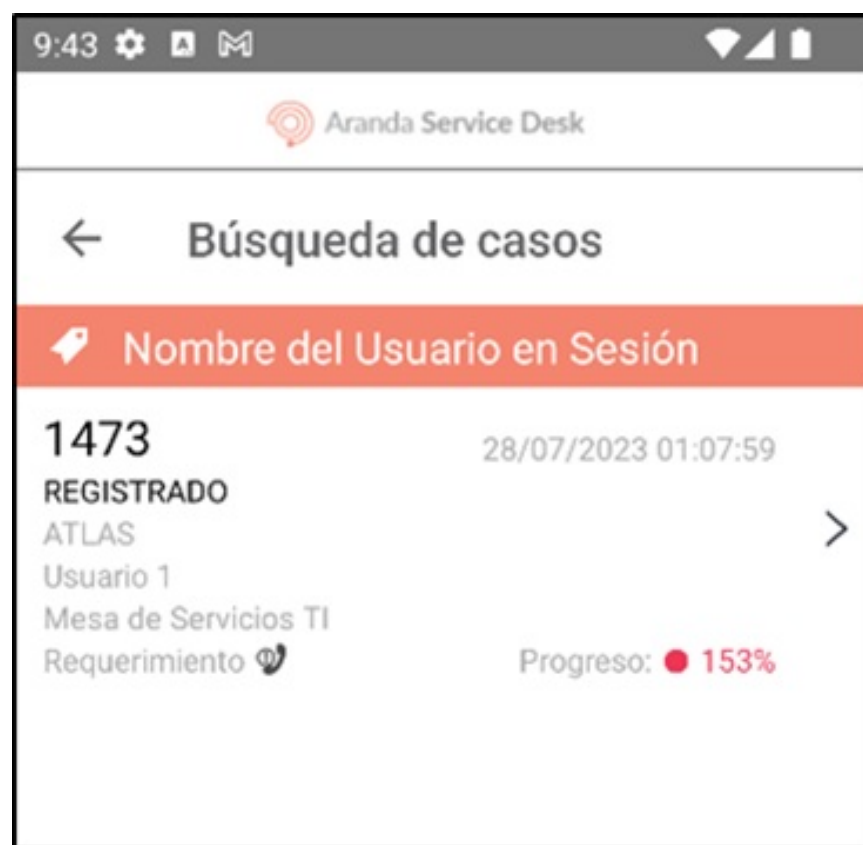 9:43
Aranda Service Desk
Búsqueda de casos
Nombre del Usuario en Sesión
1473
28/07/2023 01:07:59
REGISTRADO
ATLAS
Usuario 1
Mesa de Servicios TI
Requerimiento
Progreso: 153%